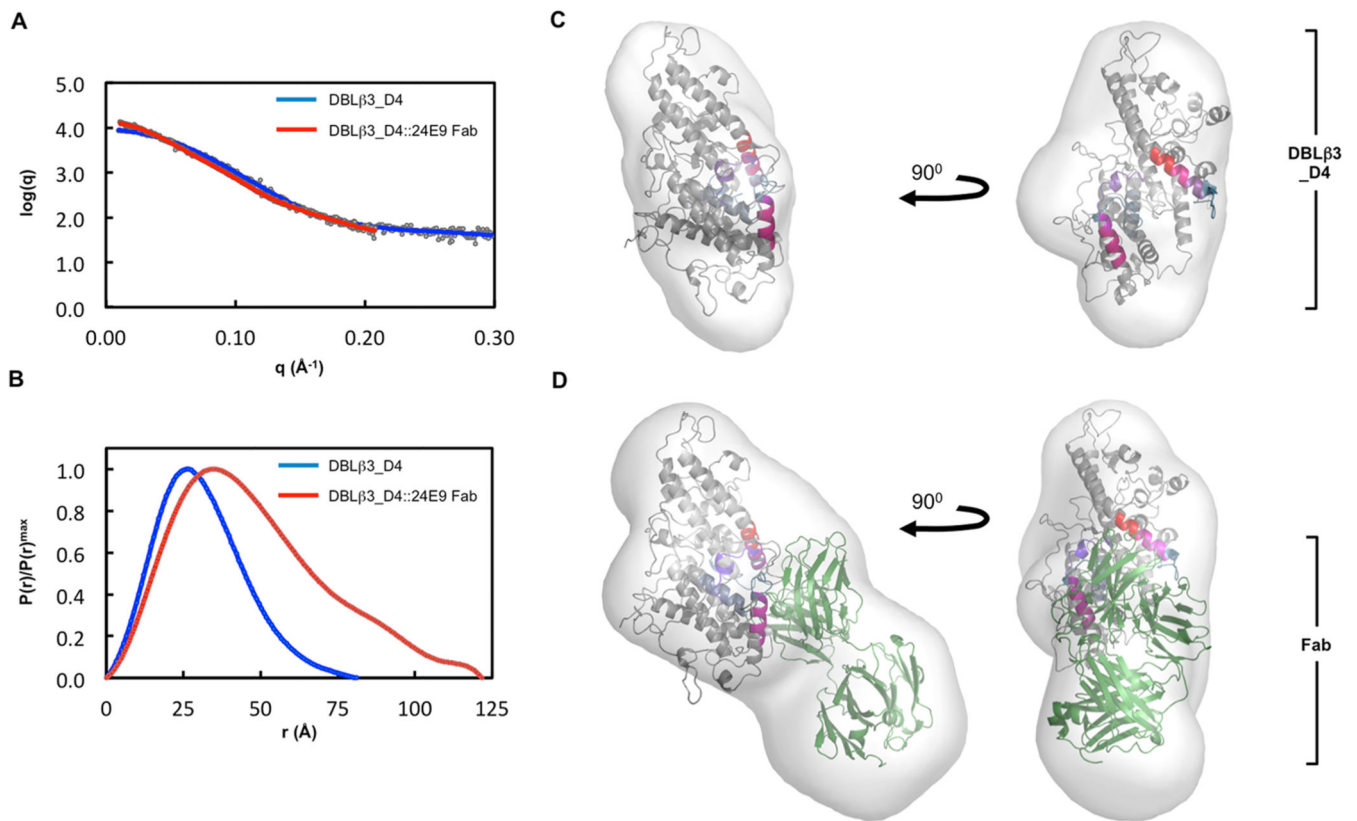 A
log(q)
5.0
4.0
3.0
2.0
1.0
0.0
DBLβ3_D4
DBLβ3_D4::24E9 Fab
0.00 0.10 0.20 0.30
q (Å⁻¹)
B
P(r)/P(r)ᵐᵃˣ
1.0
0.8
0.6
0.4
0.2
0.0
DBLβ3_D4
DBLβ3_D4::24E9 Fab
0 25 50 75 100 125
r (Å)
C
90⁰
DBLβ3
_D4
D
90⁰
Fab